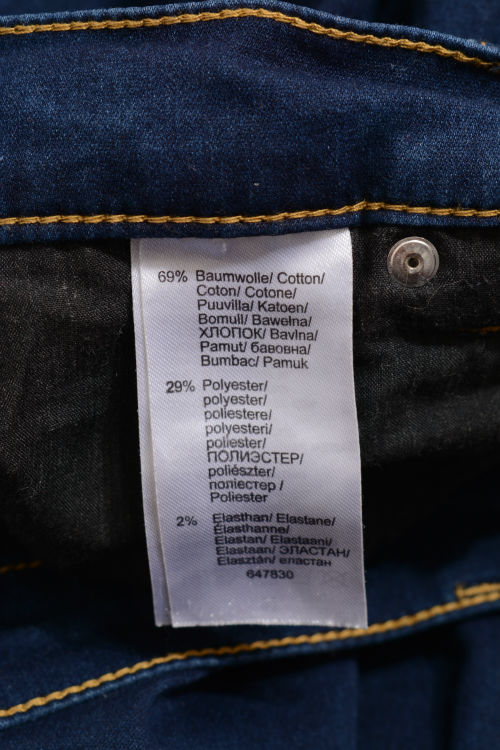 69% Baumwolle/ Cotton/
Coton/ Cotone/
Puuvilla/ Katoen/
Bomull/ Bawełna/
ХЛОПОК/ Bavlna/
Pamut/ бавовна/
Bumbac/ Pamuk
29% Polyester/
polyester/
poliestere/
polyesteri/
poliester/
ПОЛИЭСТЕР/
poliészter/
поліестер /
Poliester
2% Elasthan/ Elastane/
Élasthanne/
Elastan/ Elastaani/
Elastaan/ ЭЛАСТАН/
Elasztán/ еластан
647830